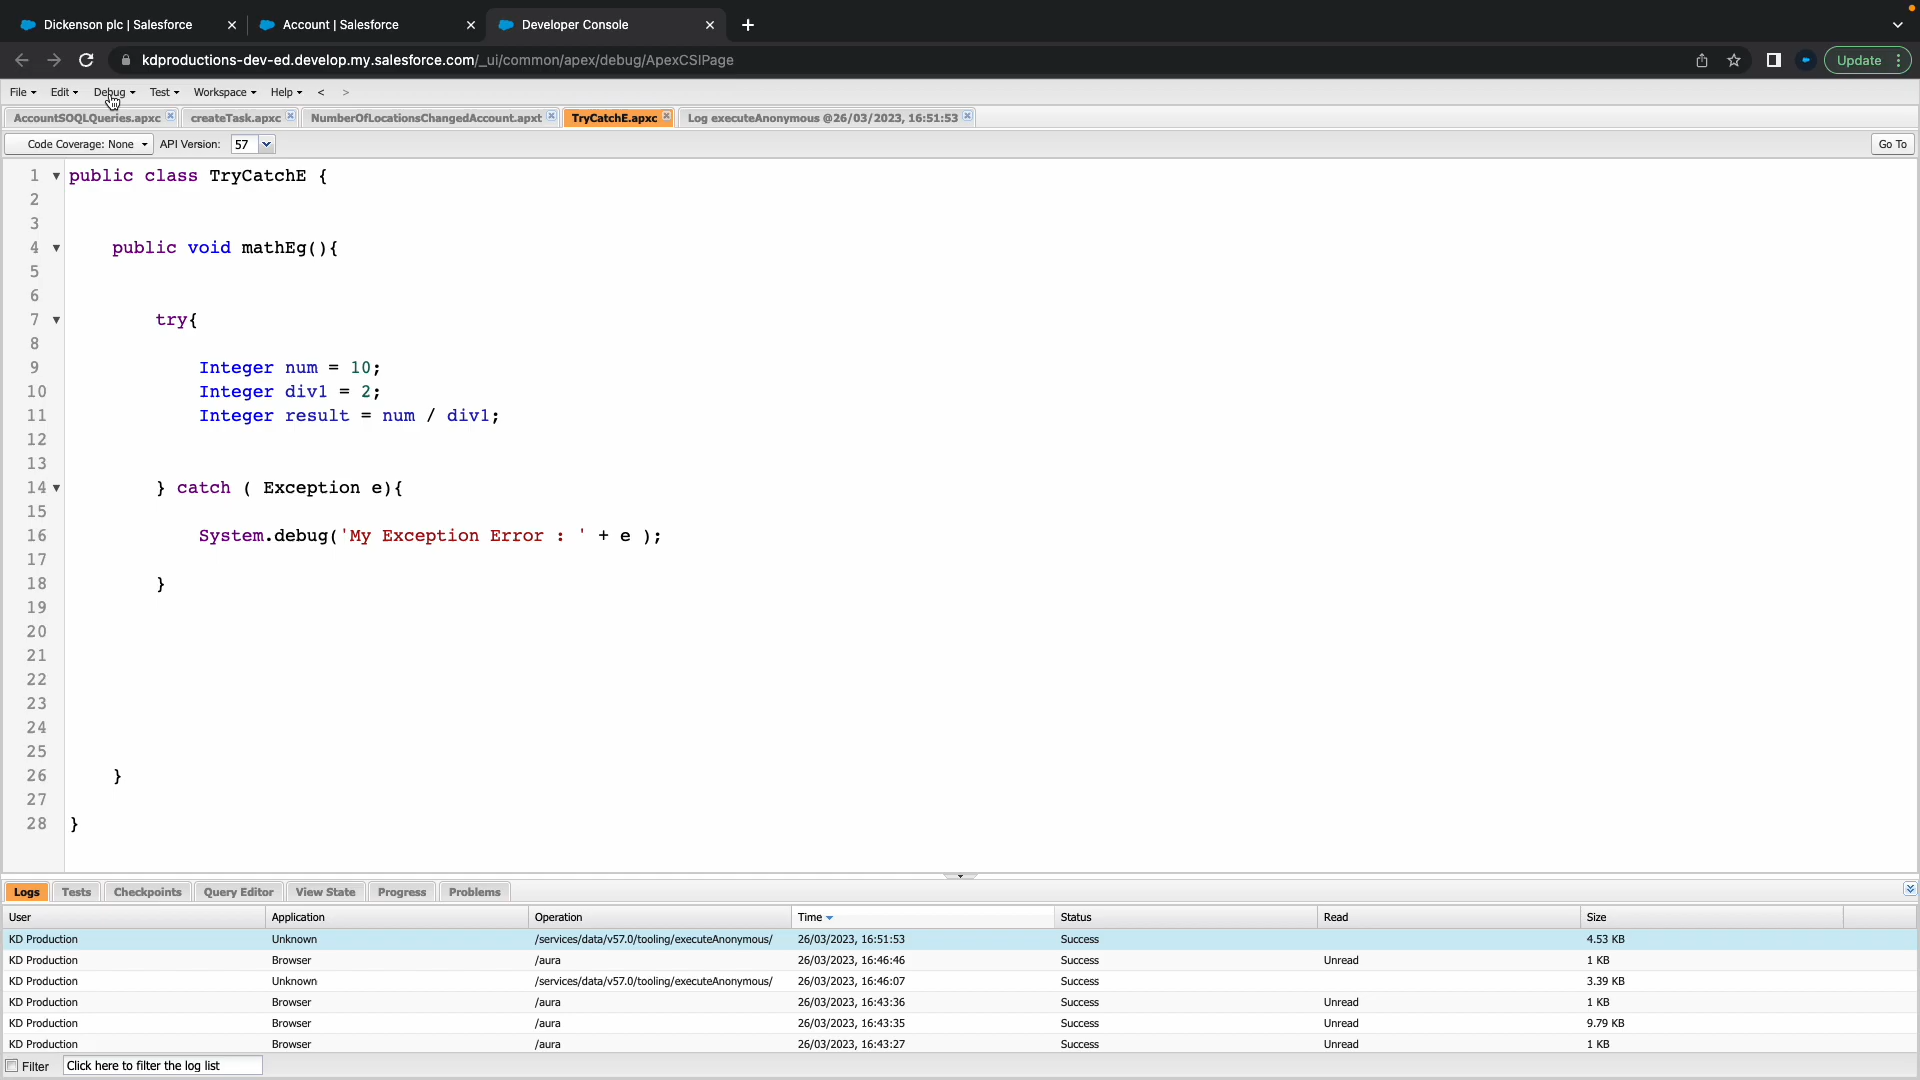 Dickenson plc | Salesforce
Account | Salesforce
Developer Console
kdproductions-dev-ed.develop.my.salesforce.com/_ui/common/apex/debug/ApexCSIPage
Update
File Edit Debug Test Workspace Help < >
AccountSOQLQueries.apxc createTask.apxc NumberOfLocationsChangedAccount.apxt TryCatchE.apxc Log executeAnonymous @26/03/2023, 16:51:53
Code Coverage: None API Version: 57 Go To
1 public class TryCatchE {
2
3
4 public void mathEg(){
5
6
7 try{
8
9 Integer num = 10;
10 Integer div1 = 2;
11 Integer result = num / div1;
12
13
14 } catch ( Exception e){
15
16 System.debug('My Exception Error : ' + e );
17
18 }
19
20
21
22
23
24
25
26 }
27
28 }
Logs Tests Checkpoints Query Editor View State Progress Problems
User Application Operation Time Status Read Size
KD Production Unknown /services/data/v57.0/tooling/executeAnonymous/ 26/03/2023, 16:51:53 Success 4.53 KB
KD Production Browser /aura 26/03/2023, 16:46:46 Success Unread 1 KB
KD Production Unknown /services/data/v57.0/tooling/executeAnonymous/ 26/03/2023, 16:46:07 Success 3.39 KB
KD Production Browser /aura 26/03/2023, 16:43:36 Success Unread 1 KB
KD Production Browser /aura 26/03/2023, 16:43:35 Success Unread 9.79 KB
KD Production Browser /aura 26/03/2023, 16:43:27 Success Unread 1 KB
Filter Click here to filter the log list